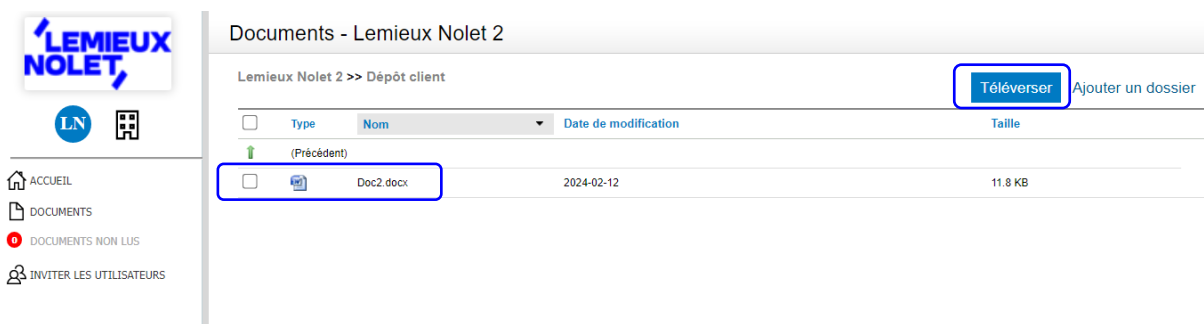 LEMIEUX
NOLET,
LN
ACCUEIL
DOCUMENTS
0 DOCUMENTS NON LUS
INVITER LES UTILISATEURS
Documents - Lemieux Nolet 2
Lemieux Nolet 2 >> Dépôt client
Téléverser Ajouter un dossier
Type Nom Date de modification Taille
(Précédent)
Doc2.docx 2024-02-12 11.8 KB